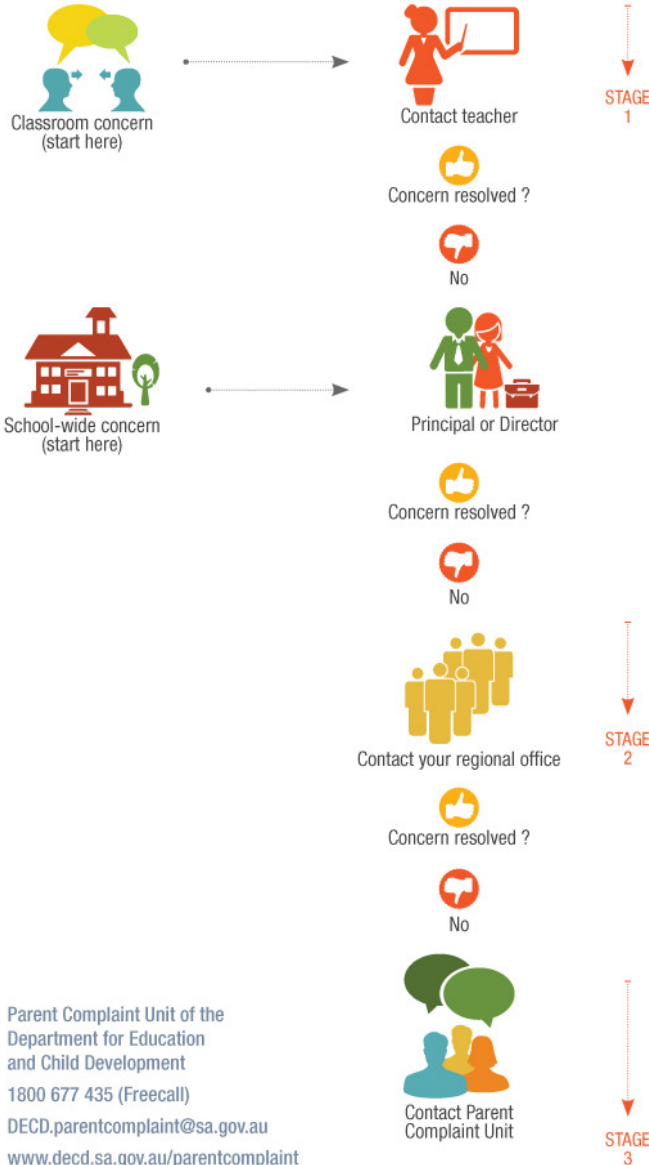 Classroom concern
(start here)
Contact teacher
STAGE
1
Concern resolved ?
No
School-wide concern
(start here)
Principal or Director
Concern resolved ?
No
Contact your regional office
STAGE
2
Concern resolved ?
No
Contact Parent
Complaint Unit
STAGE
3
Parent Complaint Unit of the
Department for Education
and Child Development
1800 677 435 (Freecall)
DECD.parentcomplaint@sa.gov.au
www.decd.sa.gov.au/parentcomplaint